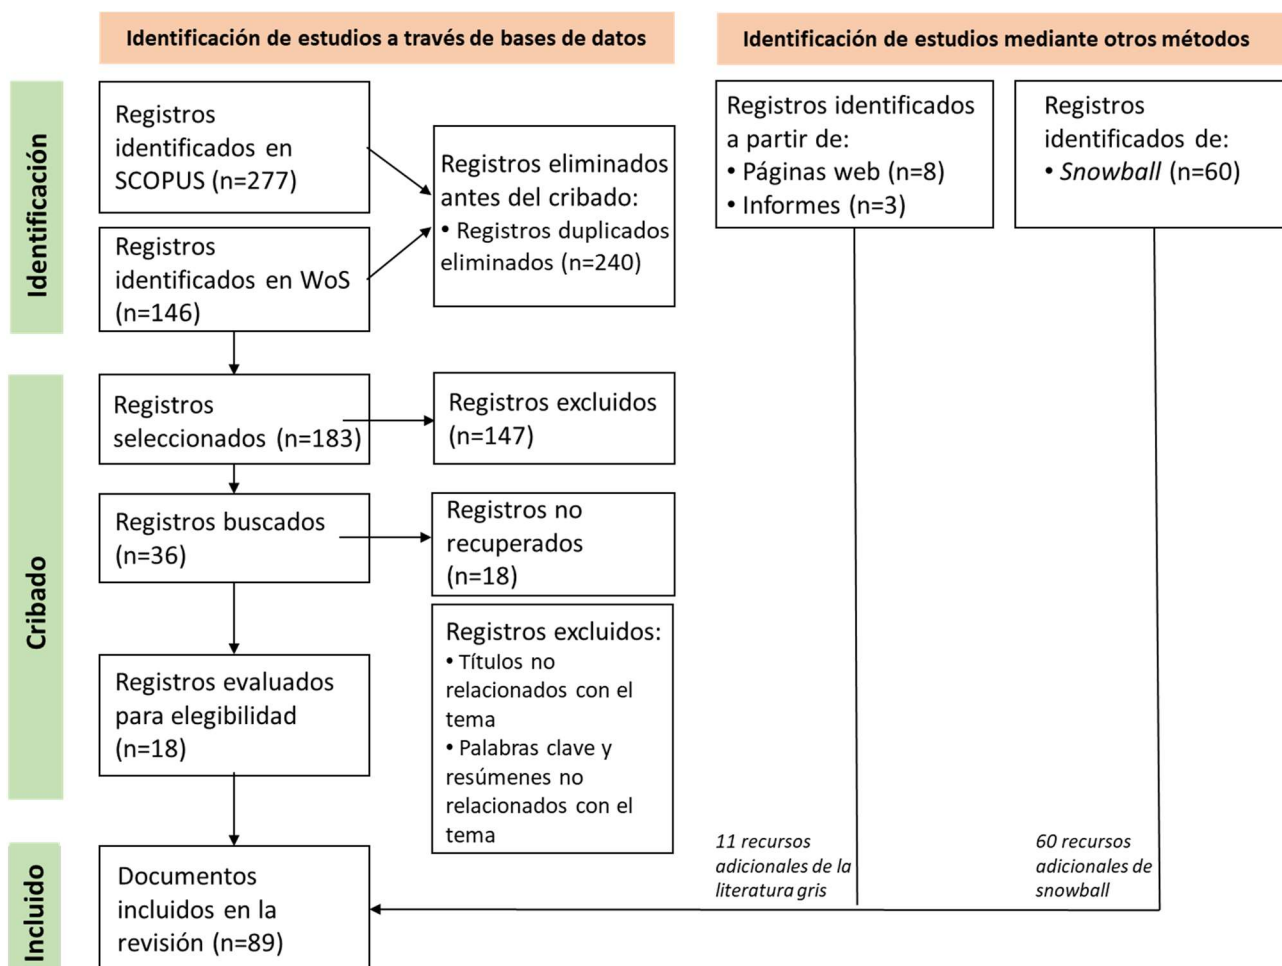 Identificación de estudios a través de bases de datos
Identificación de estudios mediante otros métodos
Identificación
Registros
identificados en
SCOPUS (n=277)
Registros
identificados en WoS
(n=146)
Registros eliminados
antes del cribado:
• Registros duplicados
eliminados (n=240)
Registros identificados
a partir de:
• Páginas web (n=8)
• Informes (n=3)
Registros
identificados de:
• Snowball (n=60)
Cribado
Registros
seleccionados (n=183)
Registros excluidos
(n=147)
Registros buscados
(n=36)
Registros no
recuperados
(n=18)
Registros evaluados
para elegibilidad
(n=18)
Registros excluidos:
• Títulos no
relacionados con el
tema
• Palabras clave y
resúmenes no
relacionados con el
tema
11 recursos
adicionales de la
literatura gris
60 recursos
adicionales de
snowball
Incluido
Documentos
incluidos en la
revisión (n=89)